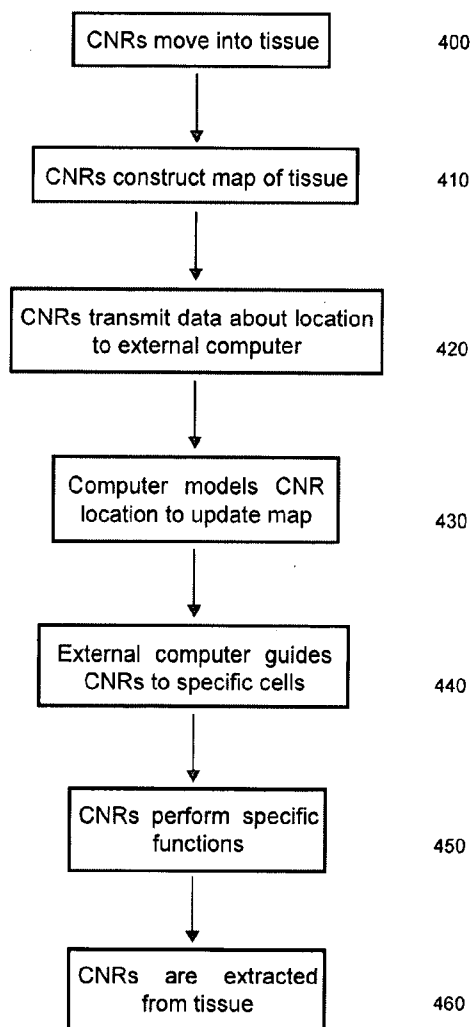 CNRs move into tissue 400
CNRs construct map of tissue 410
CNRs transmit data about location
to external computer 420
Computer models CNR
location to update map 430
External computer guides
CNRs to specific cells 440
CNRs perform specific
functions 450
CNRs are extracted
from tissue 460